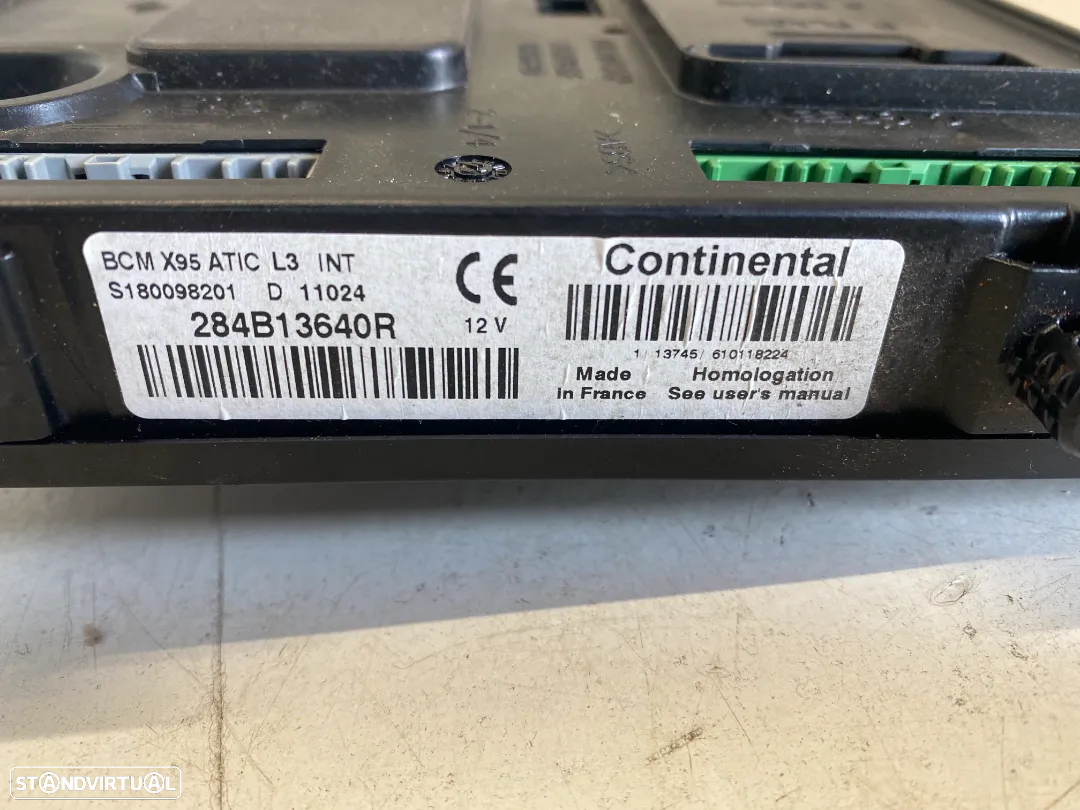 BCM X95 ATIC L3 INT
S180098201 D 11024
284B13640R
12 V
CE
Continental
1/ 13745/ 610118224
Made
in France
Homologation
See user's manual
STANDVIRTUAL